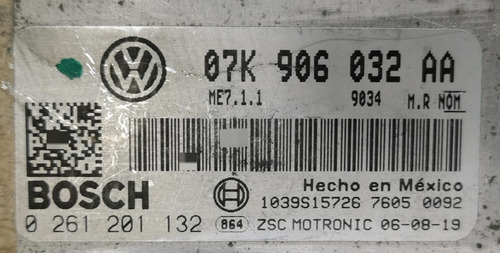 07K 906 032 AA
ME7.1.1 9034 M.R NOM
BOSCH
Hecho en México
1039S15726 7605 0092
0 261 201 132 864 ZSC MOTRONIC 06-08-19